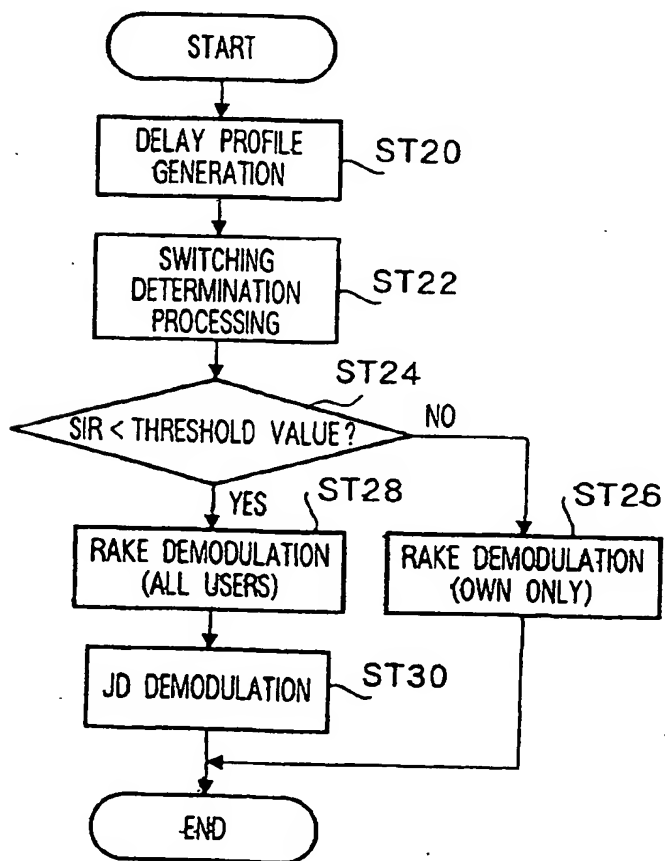 START
DELAY PROFILE
GENERATION
ST20
SWITCHING
DETERMINATION
PROCESSING
ST22
ST24
SIR < THRESHOLD VALUE?
NO
YES
ST28
ST26
RAKE DEMODULATION
(ALL USERS)
RAKE DEMODULATION
(OWN ONLY)
JD DEMODULATION
ST30
END